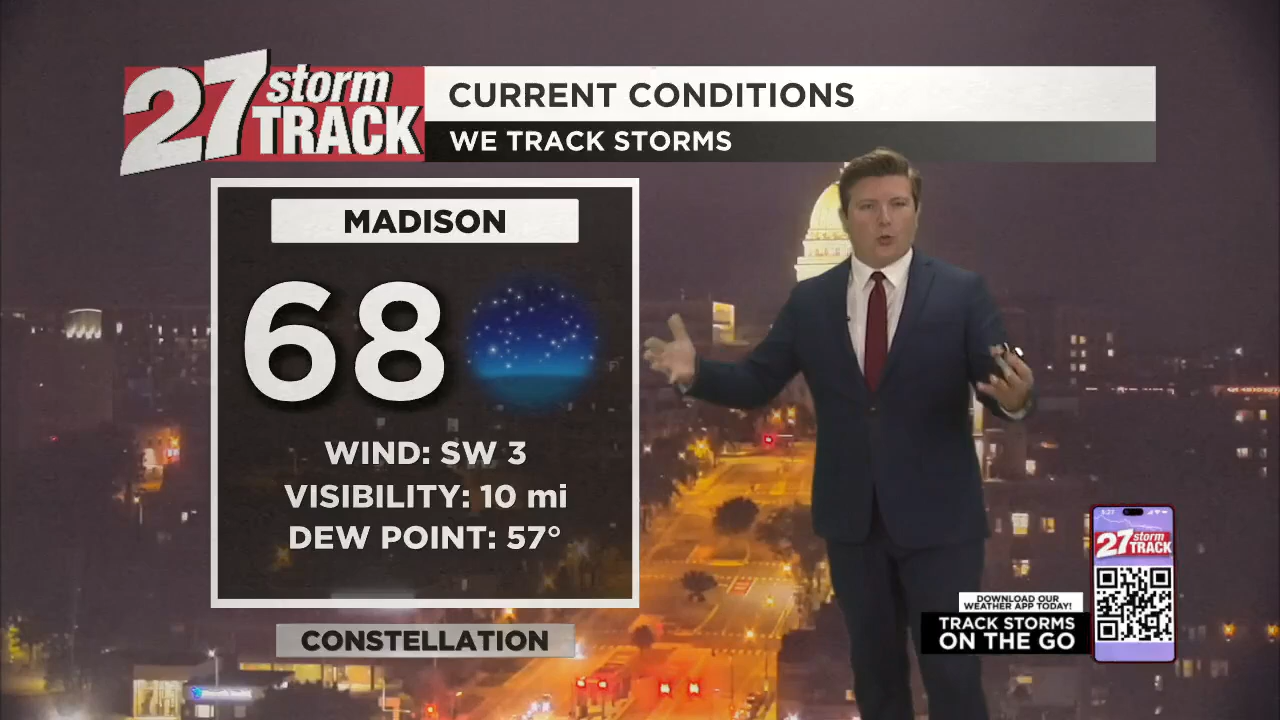 27 storm TRACK
CURRENT CONDITIONS
WE TRACK STORMS
MADISON
68
WIND: SW 3
VISIBILITY: 10 mi
DEW POINT: 57°
CONSTELLATION
27 storm TRACK
DOWNLOAD OUR
WEATHER APP TODAY!
TRACK STORMS
ON THE GO